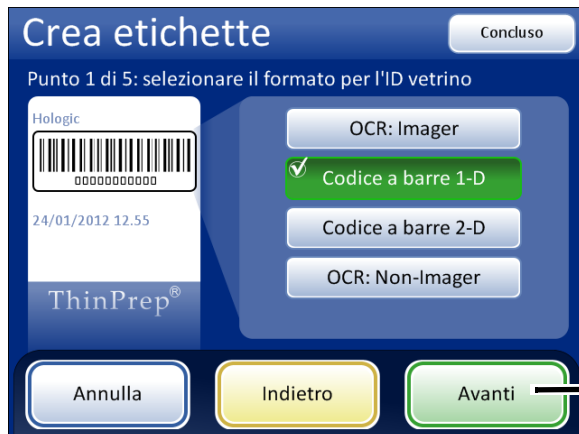 Crea etichette
Concluso
Punto 1 di 5: selezionare il formato per l'ID vetrino
Hologic
00000000000
24/01/2012 12.55
ThinPrep®
OCR: Imager
Codice a barre 1-D
Codice a barre 2-D
OCR: Non-Imager
Annulla
Indietro
Avanti